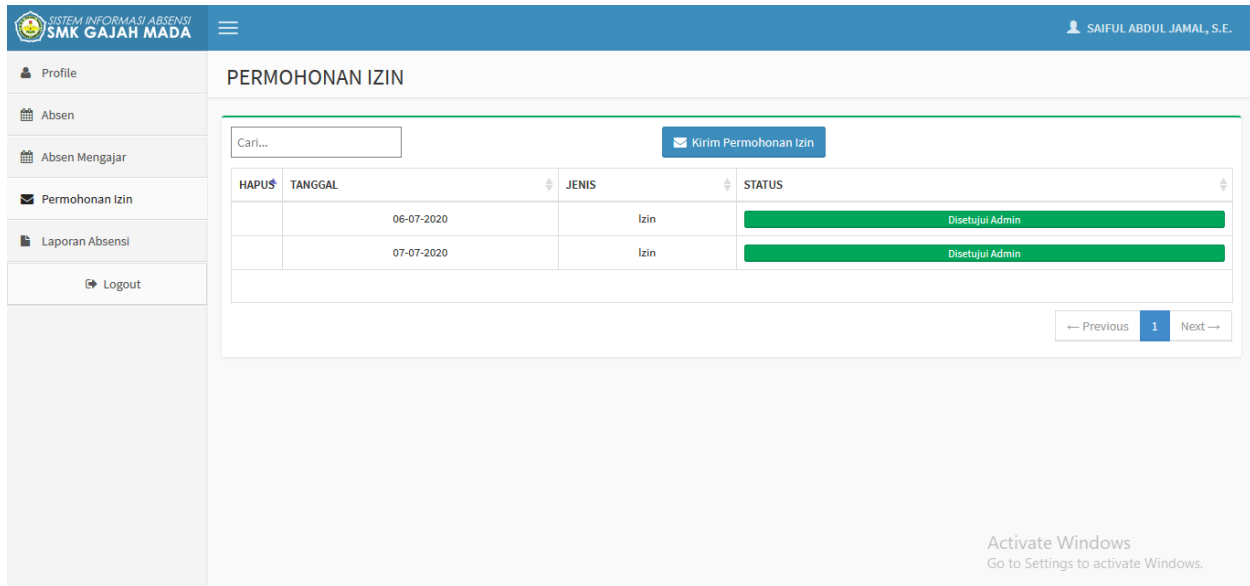 SISTEM INFORMASI ABSENSI
SMK GAJAH MADA
SAIFUL ABDUL JAMAL, S.E.
Profile
Absen
Absen Mengajar
Permohonan Izin
Laporan Absensi
Logout
PERMOHONAN IZIN
Cari...
Kirim Permohonan Izin
HAPUS TANGGAL JENIS STATUS
06-07-2020 Izin Disetujui Admin
07-07-2020 Izin Disetujui Admin
← Previous 1 Next →
Activate Windows
Go to Settings to activate Windows.